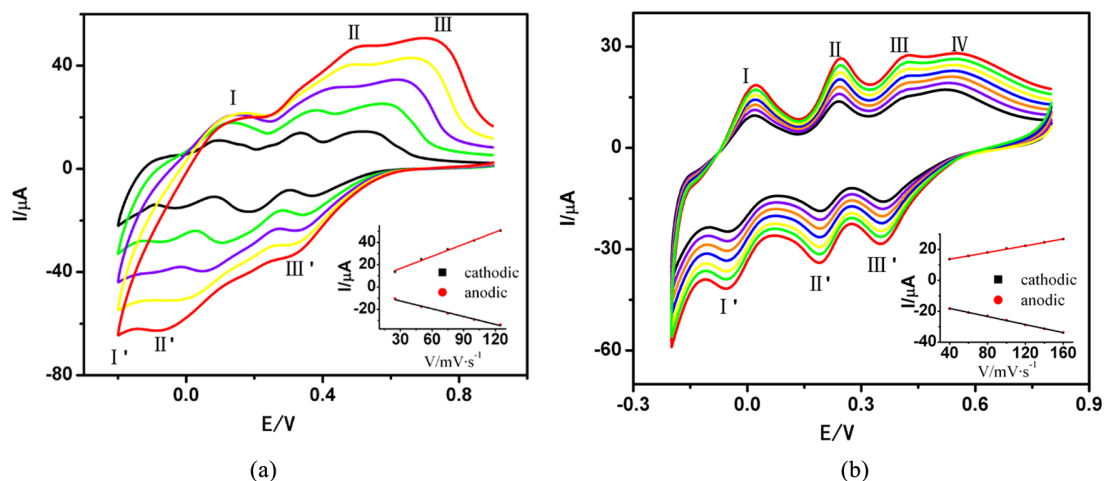 I II III
40
0
-40
-80
I/μA
0.0 0.4 0.8
E/V
I' II' III'
40
20
0
-20
I/μA
cathodic
anodic
30 60 90 120
V/mV·s⁻¹
(a)
I II III IV
30
0
-30
-60
I/μA
-0.3 0.0 0.3 0.6 0.9
E/V
I' II' III'
40
20
0
-20
-40
I/μA
cathodic
anodic
40 80 120 160
V/mV·s⁻¹
(b)